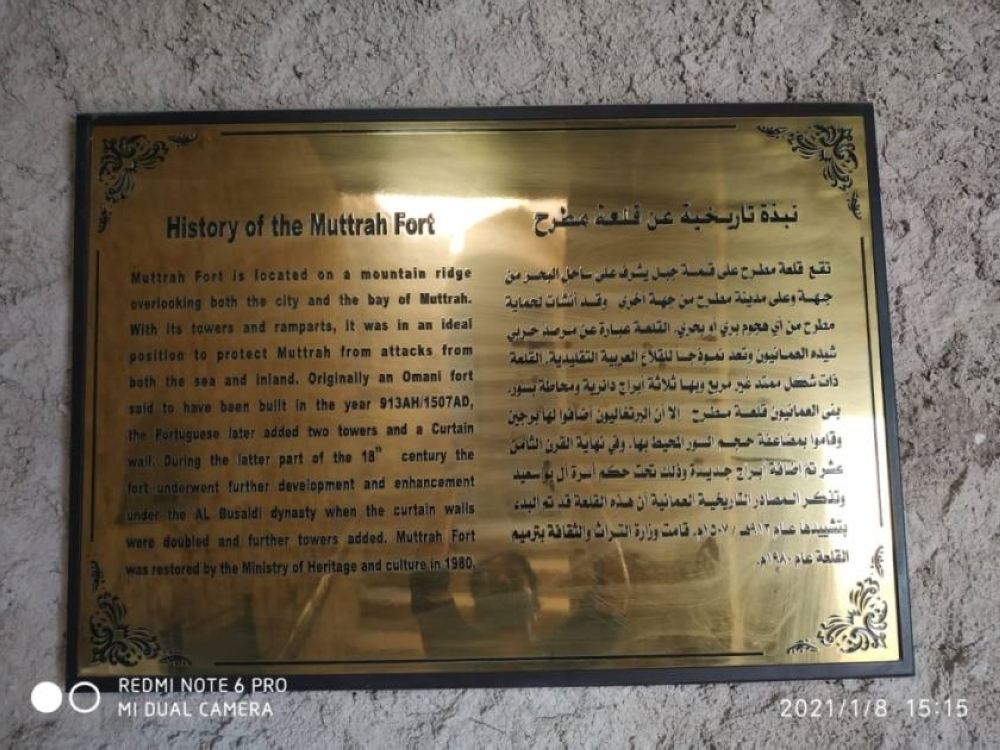 History of the Muttrah Fort
Muttrah Fort is located on a mountain ridge
overlooking both the city and the bay of Muttrah.
With its towers and ramparts, it was in an ideal
position to protect Muttrah from attacks from
both the sea and inland. Originally an Omani fort
said to have been built in the year 913AH/1507AD,
the Portuguese later added two towers and a Curtain
wall. During the latter part of the 18th century the
fort underwent further development and enhancement
under the AL Busaidi dynasty when the curtain walls
were doubled and further towers added. Muttrah Fort
was restored by the Ministry of Heritage and culture in 1980.
نبذة تاريخية عن قلعة مطرح
تقع قلعة مطرح على قمة جبل يشرف على ساحل البحر من
جهة وعلى مدينة مطرح من جهة اخرى وقد أنشات لحماية
مطرح من أي هجوم بري أو بحري. القلعة عبارة عن مرصد حربي
شيده العمانيون وتعد نموذجا للقلاع العربية التقليدية. القلعة
ذات شكل ممتد غير مربع وبها ثلاثة أبراج دائرية ومحاطة بسور.
بنى العمانيون قلعة مطرح الا أن البرتغاليون أضافوا لها برجين
وقاموا بمضاعفة حجم السور المحيط بها. وفي نهاية القرن الثامن
عشر تم اضافة أبراج جديدة وذلك تحت حكم أسرة آل بو سعيد
وتذكر المصادر التاريخية العمانية أن هذه القلعة قد تم البدء
بتشييدها عام ٩١٣هـ / ١٥٠٧م. قامت وزارة التراث والثقافة بترميم
القلعة عام ١٩٨٠م.
REDMI NOTE 6 PRO
MI DUAL CAMERA
2021/1/8 15:15